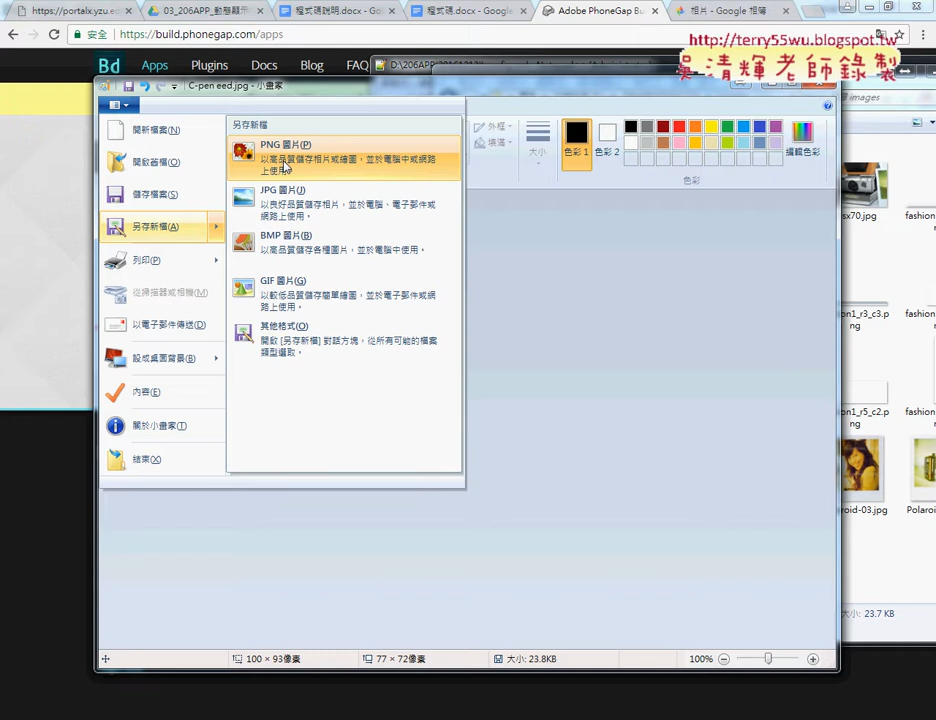 https://portalx.yzu.ed
03_206APP_動態顯示
程式碼說明.docx - Go
程式碼.docx - Google
Adobe PhoneGap Bu
相片 - Google 相簿
安全 https://build.phonegap.com/apps
http://terry55wu.blogspot.tw
吳清輝老師錄製
Bd Apps Plugins Docs Blog FAQ
C-pen eed.jpg - 小畫家
images
開新檔案(N)
開啟舊檔(O)
儲存檔案(S)
另存新檔(A)
列印(P)
從掃描器或相機(M)
以電子郵件傳送(D)
設成桌面背景(B)
內容(E)
關於小畫家(T)
結束(X)
另存新檔
PNG 圖片(P)
以高品質儲存相片或繪圖，並於電腦中或網路
上使用。
JPG 圖片(J)
以良好品質儲存相片，並於電腦、電子郵件或
網路上使用。
BMP 圖片(B)
以高品質儲存各種圖片，並於電腦中使用。
GIF 圖片(G)
以較低品質儲存簡單繪圖，並於電子郵件或網
路上使用。
其他格式(O)
開啟 [另存新檔] 對話方塊，從所有可能的檔案
類型選取。
外框
填滿
大小
色彩 1
色彩 2
編輯色彩
色彩
sx70.jpg
fashion
ion1_r3_c3.p
ng
fashion
on1_r5_c2.p
ng
fashion
roid-03.jpg
Polaro
大小: 23.7 KB
100 × 93像素
77 × 72像素
大小: 23.8KB
100%